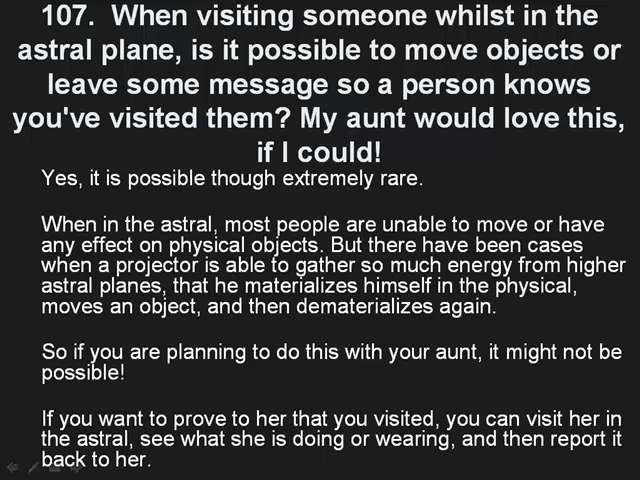 107. When visiting someone whilst in the
astral plane, is it possible to move objects or
leave some message so a person knows
you've visited them? My aunt would love this,
if I could!
Yes, it is possible though extremely rare.
When in the astral, most people are unable to move or have
any effect on physical objects. But there have been cases
when a projector is able to gather so much energy from higher
astral planes, that he materializes himself in the physical,
moves an object, and then dematerializes again.
So if you are planning to do this with your aunt, it might not be
possible!
If you want to prove to her that you visited, you can visit her in
the astral, see what she is doing or wearing, and then report it
back to her.